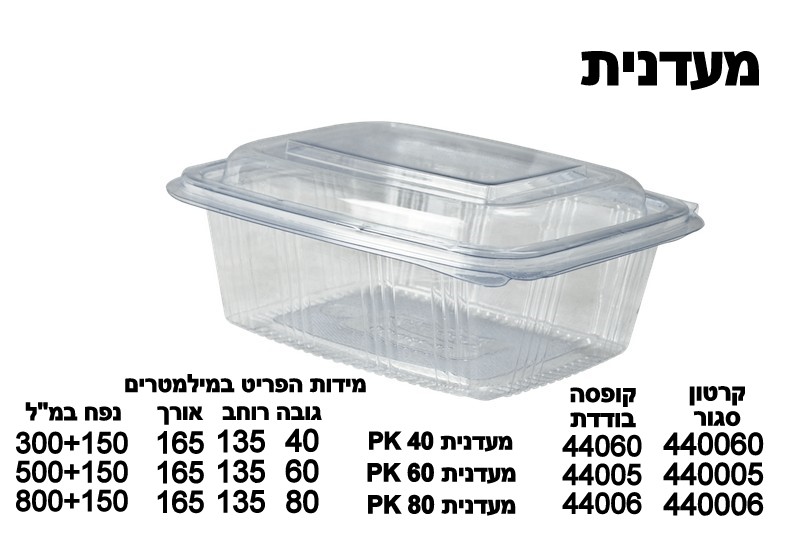 מעדנית
קרטון סגור קופסה בודדת מידות הפריט במילמטרים
גובה רוחב אורך נפח במ"ל
440060 44060 מעדנית PK 40 40 135 165 300+150
440005 44005 מעדנית PK 60 60 135 165 500+150
440006 44006 מעדנית PK 80 80 135 165 800+150